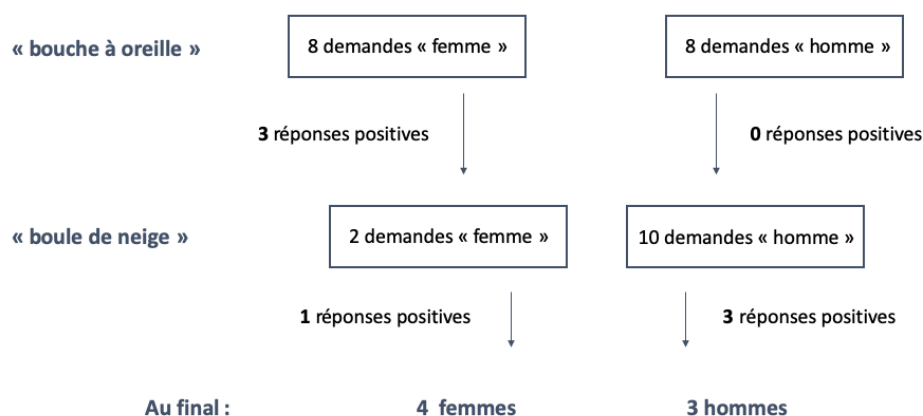 « bouche à oreille »
8 demandes « femme »
8 demandes « homme »
3 réponses positives
0 réponses positives
« boule de neige »
2 demandes « femme »
10 demandes « homme »
1 réponses positives
3 réponses positives
Au final :
4 femmes
3 hommes